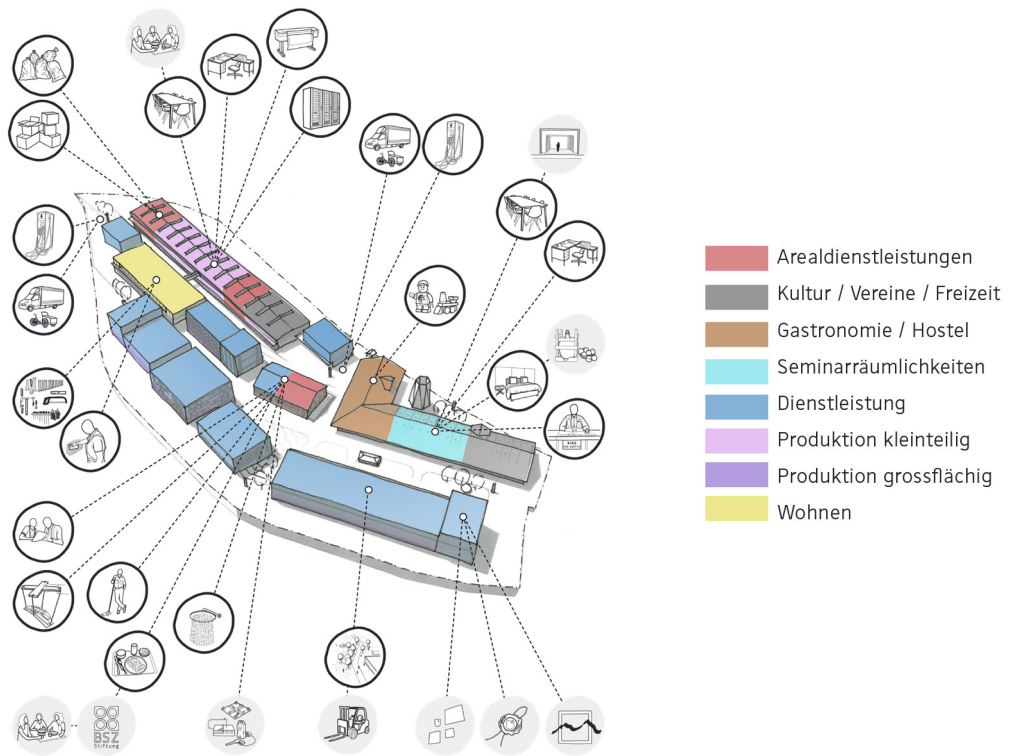 Arealdienstleistungen
Kultur / Vereine / Freizeit
Gastronomie / Hostel
Seminarräumlichkeiten
Dienstleistung
Produktion kleinteilig
Produktion grossflächig
Wohnen
BSZ
Stiftung